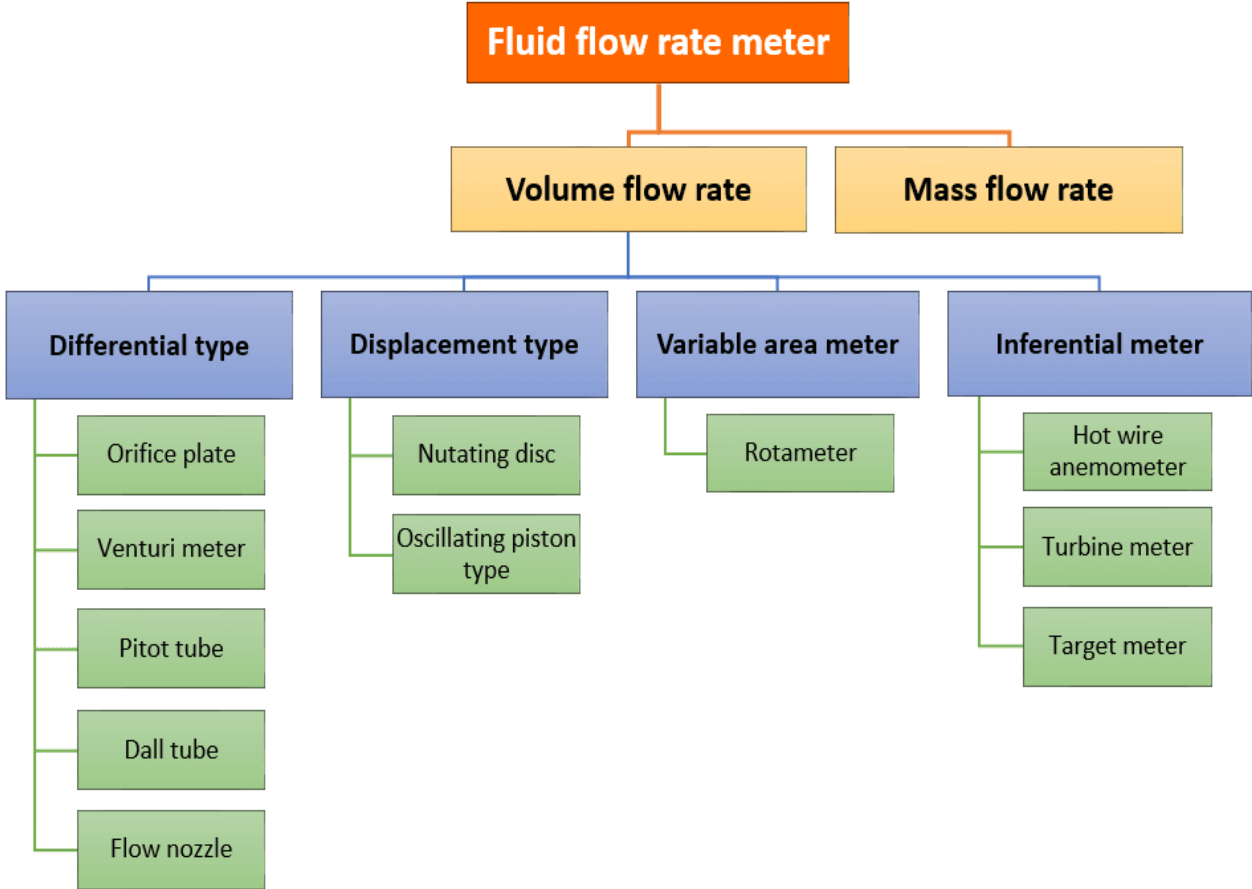 Fluid flow rate meter
Volume flow rate
Mass flow rate
Differential type
Displacement type
Variable area meter
Inferential meter
Orifice plate
Venturi meter
Pitot tube
Dall tube
Flow nozzle
Nutating disc
Oscillating piston
type
Rotameter
Hot wire
anemometer
Turbine meter
Target meter